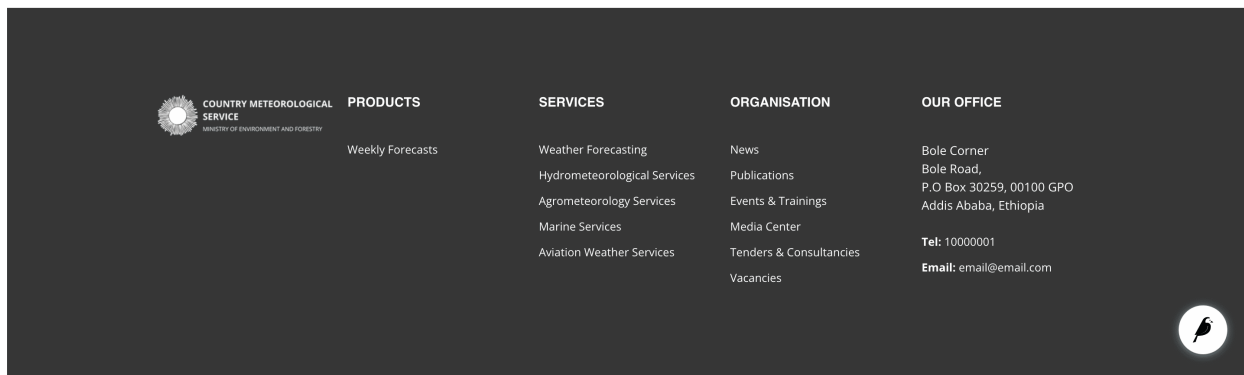 COUNTRY METEOROLOGICAL
SERVICE
MINISTRY OF ENVIRONMENT AND FORESTRY
PRODUCTS
Weekly Forecasts
SERVICES
Weather Forecasting
Hydrometeorological Services
Agrometeorology Services
Marine Services
Aviation Weather Services
ORGANISATION
News
Publications
Events & Trainings
Media Center
Tenders & Consultancies
Vacancies
OUR OFFICE
Bole Corner
Bole Road,
P.O Box 30259, 00100 GPO
Addis Ababa, Ethiopia
Tel: 10000001
Email: email@email.com